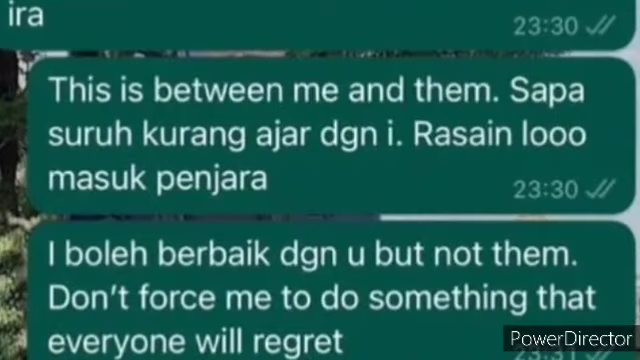 ira
23:30
This is between me and them. Sapa
suruh kurang ajar dgn i. Rasain looo
masuk penjara
23:30
I boleh berbaik dgn u but not them.
Don't force me to do something that
everyone will regret
PowerDirector